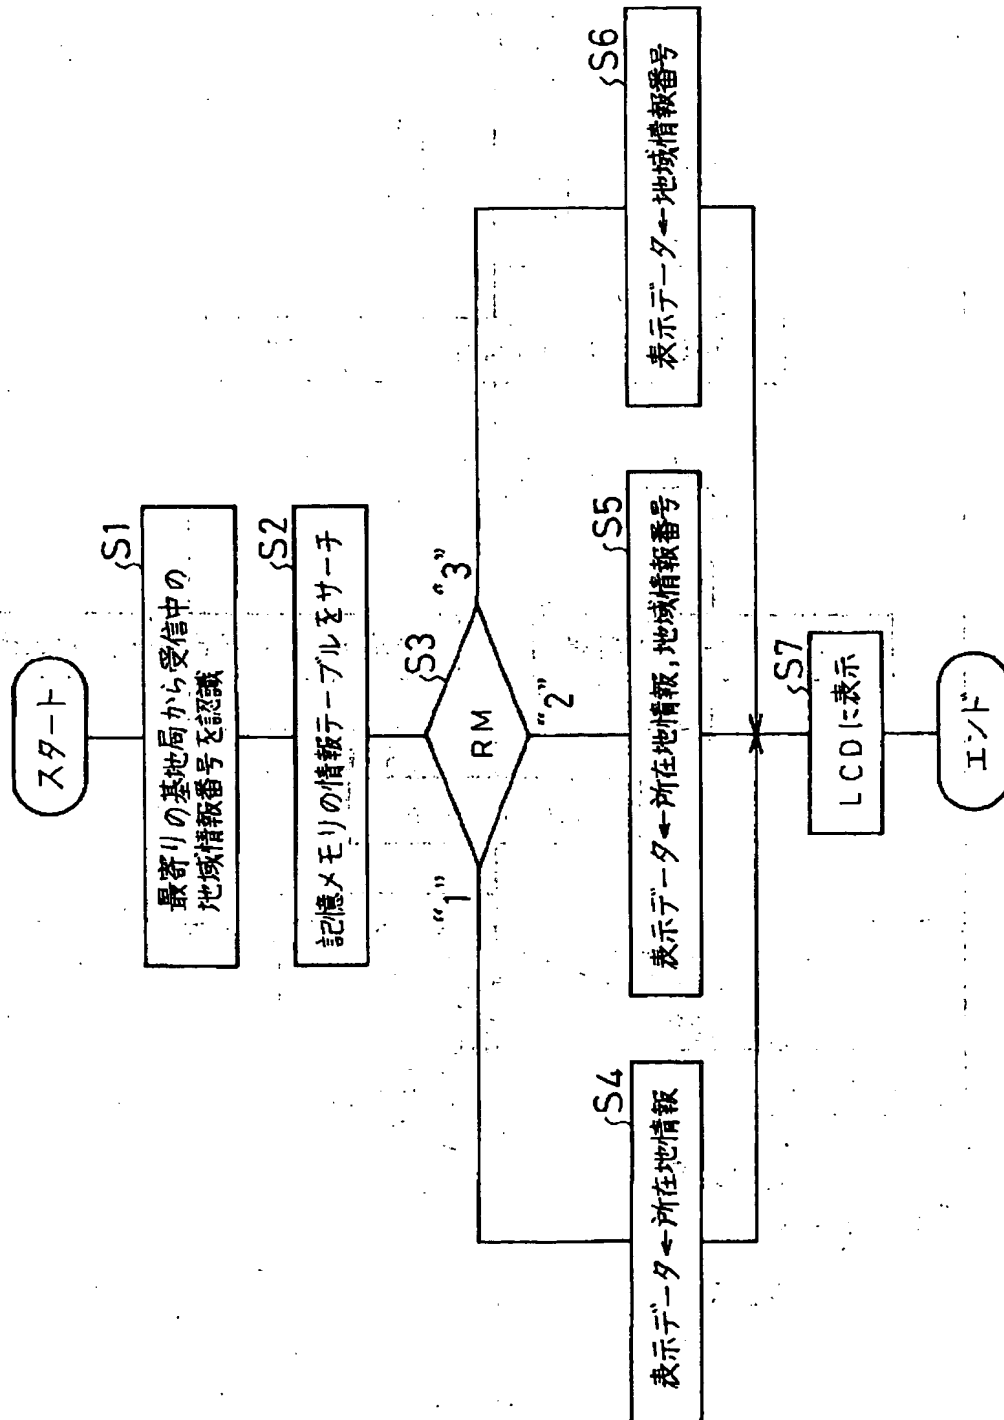 スタート
S1
最寄りの基地局から受信中の
地域情報番号を認識
S2
記憶メモリの情報テーブルをサーチ
S3
RM
“1”
“2”
“3”
S4
表示データ←所在地情報
S5
表示データ←所在地情報,地域情報番号
S6
表示データ←地域情報番号
S7
LCDに表示
エンド